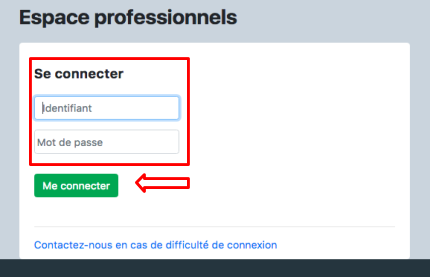 Espace professionnels
Se connecter
Identifiant
Mot de passe
Me connecter
Contactez-nous en cas de difficulté de connexion